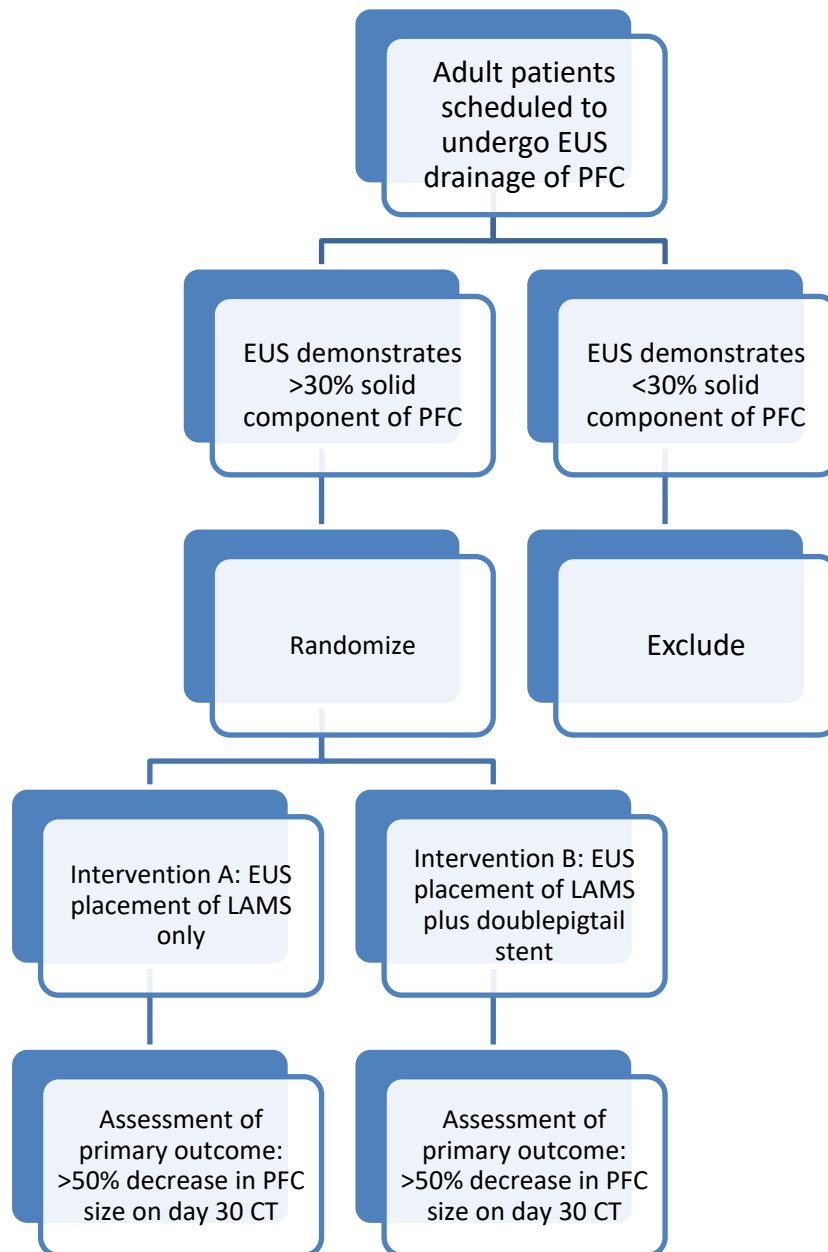 Adult patients
scheduled to
undergo EUS
drainage of PFC
EUS demonstrates
>30% solid
component of PFC
EUS demonstrates
<30% solid
component of PFC
Randomize
Exclude
Intervention A: EUS
placement of LAMS
only
Intervention B: EUS
placement of LAMS
plus doublepigtail
stent
Assessment of
primary outcome:
>50% decrease in PFC
size on day 30 CT
Assessment of
primary outcome:
>50% decrease in PFC
size on day 30 CT